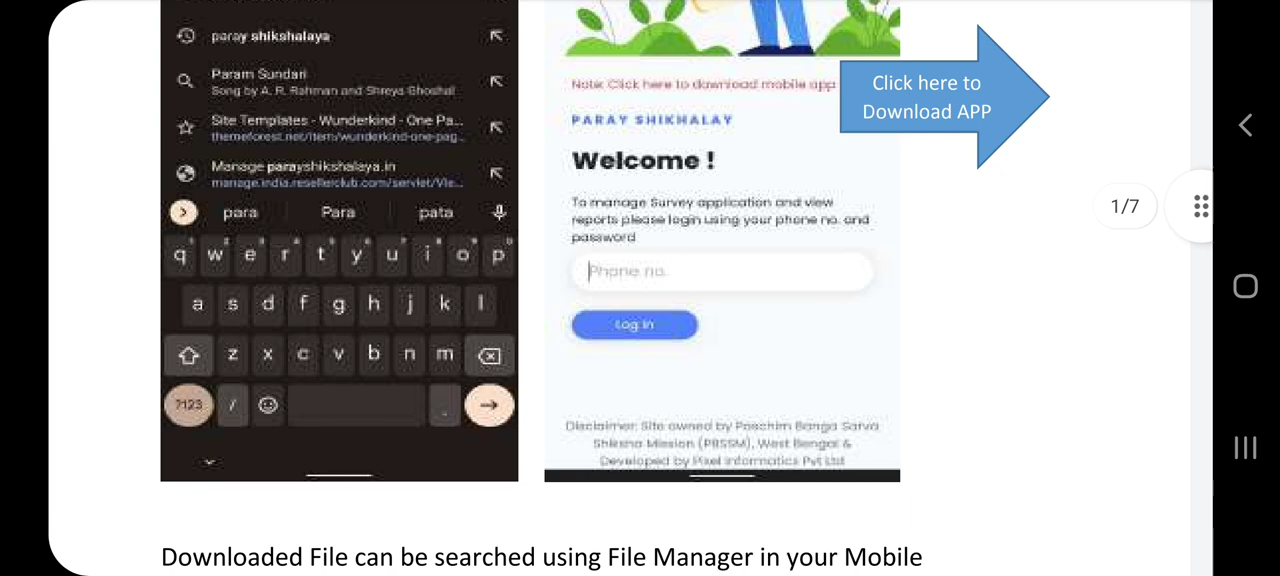 paray shikshalaya
Param Sundari
Song by A. R. Rahman and Shreya Ghoshal
Site Templates - Wunderkind - One Pa...
themeforest.net/item/wunderkind-one-pag...
Manage parayshikshalaya.in
manage.india.resellerclub.com/servlet/Vie...
para Para pata
q w e r t y u i o p
a s d f g h j k l
z x c v b n m
?123 / .
Note: Click here to download mobile app
PARAY SHIKHALAY
Welcome !
To manage Survey application and view
reports please login using your phone no. and
password
Phone no.
Log In
Disclaimer: Site owned by Paschim Banga Sarva
Shiksha Mission (PBSSM), West Bengal &
Developed by Pixel Informatics Pvt Ltd
Click here to
Download APP
1/7
Downloaded File can be searched using File Manager in your Mobile